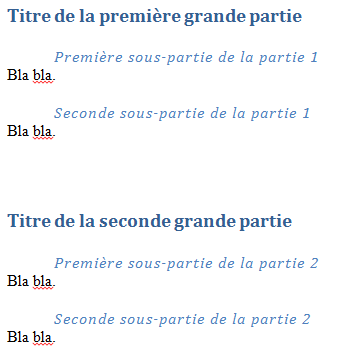 Titre de la première grande partie
Première sous-partie de la partie 1
Bla bla.
Seconde sous-partie de la partie 1
Bla bla.
Titre de la seconde grande partie
Première sous-partie de la partie 2
Bla bla.
Seconde sous-partie de la partie 2
Bla bla.